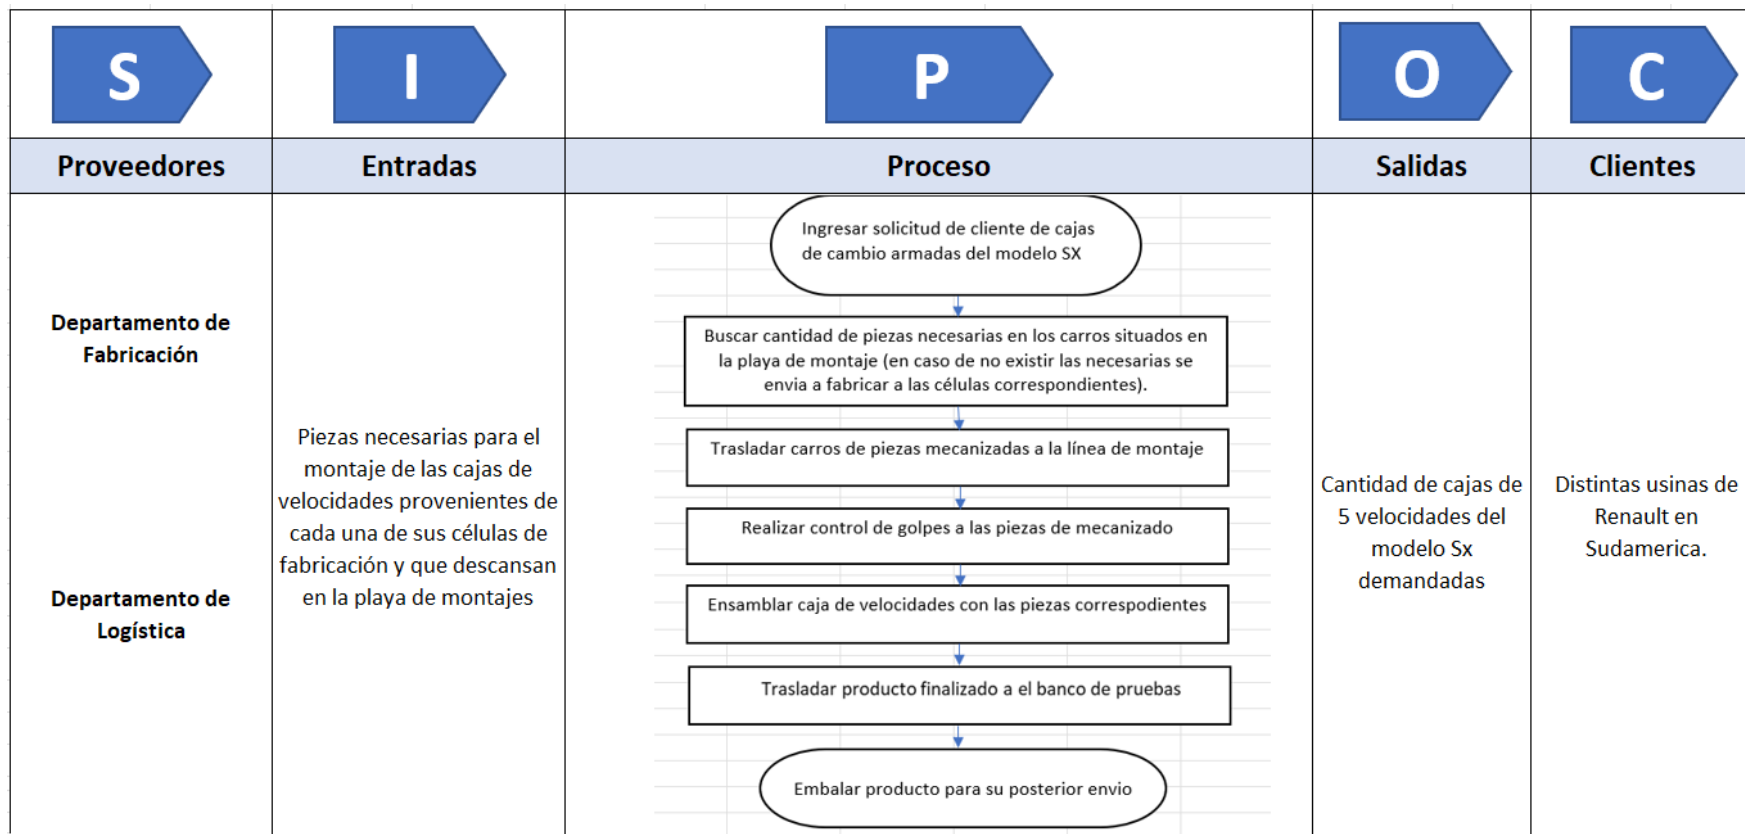 S
I
P
O
C
Proveedores
Entradas
Proceso
Salidas
Clientes
Departamento de
Fabricación
Departamento de
Logística
Piezas necesarias para el
montaje de las cajas de
velocidades provenientes de
cada una de sus células de
fabricación y que descansan
en la playa de montajes
Ingresar solicitud de cliente de cajas
de cambio armadas del modelo SX
Buscar cantidad de piezas necesarias en los carros situados en
la playa de montaje (en caso de no existir las necesarias se
envia a fabricar a las células correspondientes).
Trasladar carros de piezas mecanizadas a la línea de montaje
Realizar control de golpes a las piezas de mecanizado
Ensamblar caja de velocidades con las piezas correspodientes
Trasladar producto finalizado a el banco de pruebas
Embalar producto para su posterior envio
Cantidad de cajas de
5 velocidades del
modelo Sx
demandadas
Distintas usinas de
Renault en
Sudamerica.